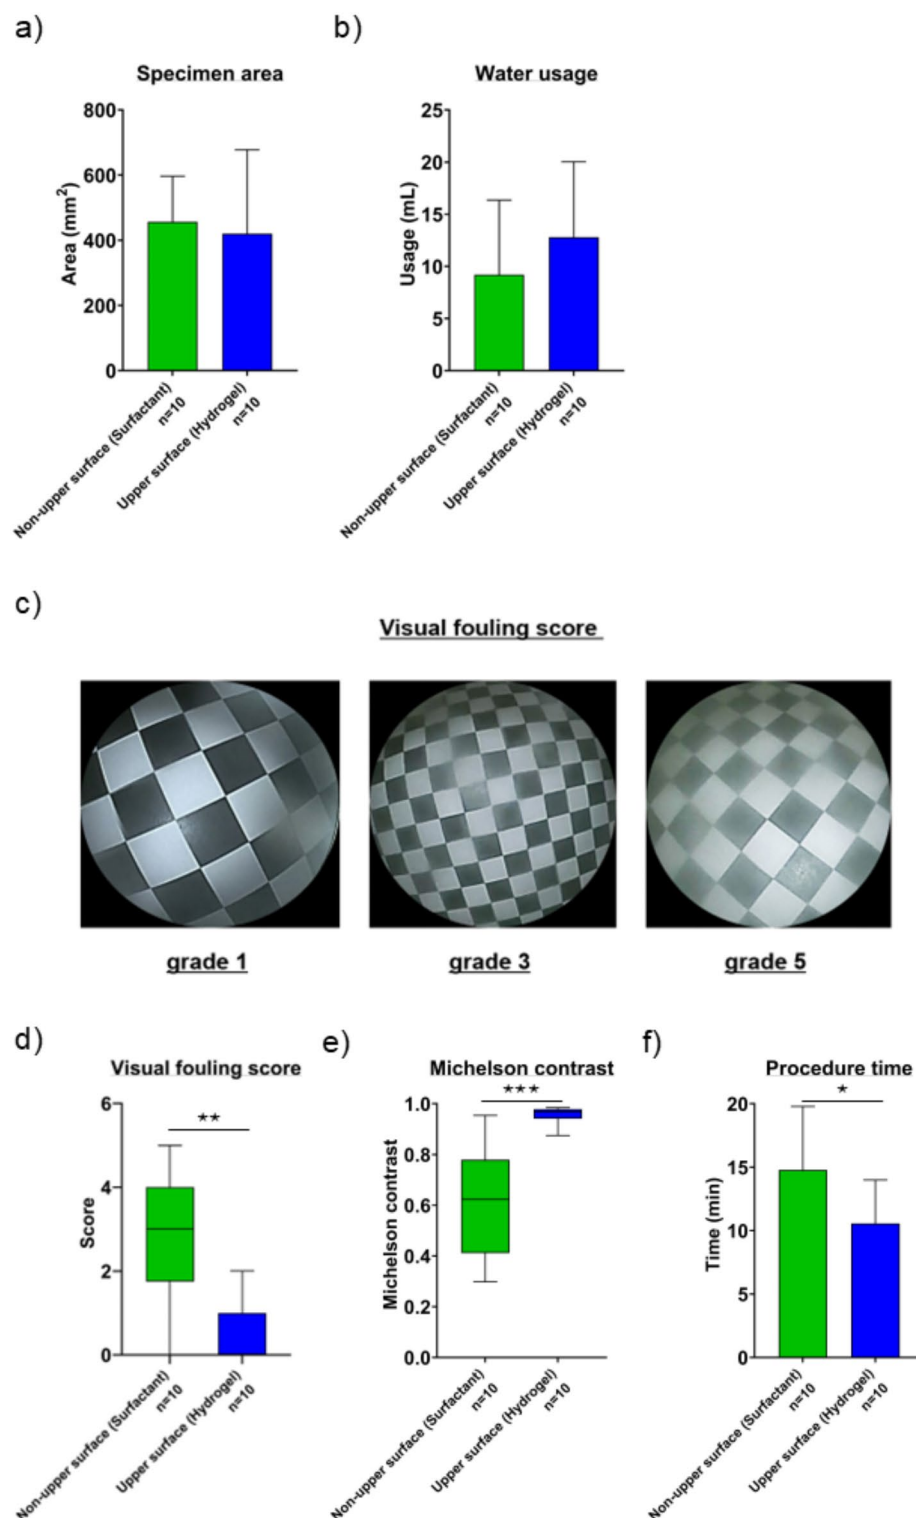 a)
Specimen area
800
600
400
200
0
Area (mm²)
Non-upper surface (Surfactant)
n=10
Upper surface (Hydrogel)
n=10
b)
Water usage
25
20
15
10
5
0
Usage (mL)
Non-upper surface (Surfactant)
n=10
Upper surface (Hydrogel)
n=10
c)
Visual fouling score
grade 1
grade 3
grade 5
d)
Visual fouling score
**
6
4
2
0
Score
Non-upper surface (Surfactant)
n=10
Upper surface (Hydrogel)
n=10
e)
Michelson contrast
***
1.0
0.8
0.6
0.4
0.2
0.0
Michelson contrast
Non-upper surface (Surfactant)
n=10
Upper surface (Hydrogel)
n=10
f)
Procedure time
*
20
15
10
5
0
Time (min)
Non-upper surface (Surfactant)
n=10
Upper surface (Hydrogel)
n=10